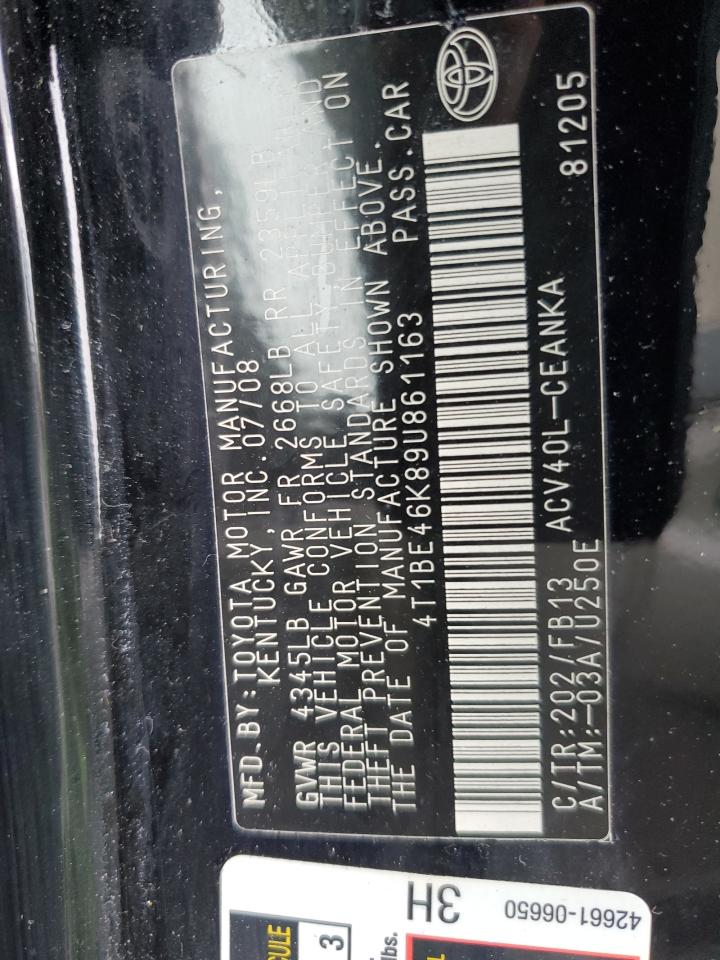 MFD.BY:TOYOTA MOTOR MANUFACTURING,
KENTUCKY, INC.07/08
GVWR 4345LB GAWR FR 2668LB RR 2359LB
THIS VEHICLE CONFORMS TO ALL APPLICABLE
FEDERAL MOTOR VEHICLE SAFETY, BUMPER, AND
THEFT PREVENTION STANDARDS IN EFFECT ON
THE DATE OF MANUFACTURE SHOWN ABOVE.
4T1BE46K89U861163 PASS.CAR
C/TR:202/FB13 ACV40L-CEANKA 81205
A/TM:-03A/U250E
3H
42661-06650
3
lbs.